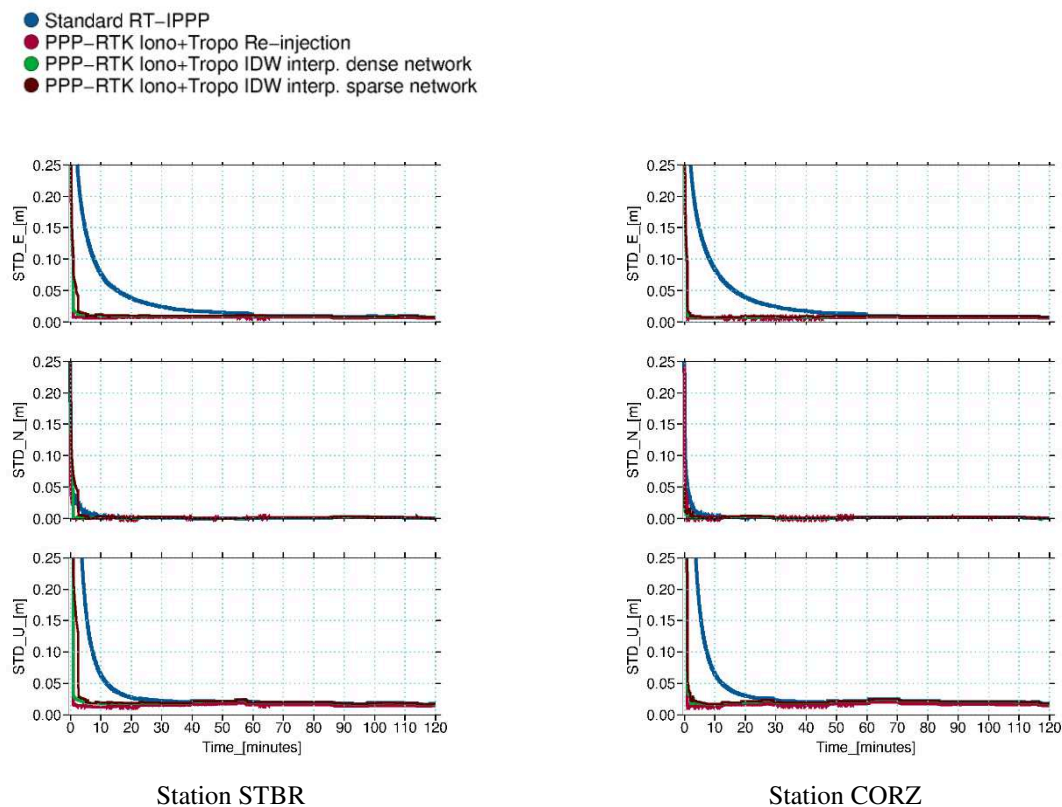 Standard RT−IPPP
PPP−RTK Iono+Tropo Re−injection
PPP−RTK Iono+Tropo IDW interp. dense network
PPP−RTK Iono+Tropo IDW interp. sparse network
STD_E_[m]
0.25
0.20
0.15
0.10
0.05
0.00
STD_N_[m]
0.25
0.20
0.15
0.10
0.05
0.00
STD_U_[m]
0.25
0.20
0.15
0.10
0.05
0.00
0 10 20 30 40 50 60 70 80 90 100 110 120
Time_[minutes]
Station STBR
STD_E_[m]
0.25
0.20
0.15
0.10
0.05
0.00
STD_N_[m]
0.25
0.20
0.15
0.10
0.05
0.00
STD_U_[m]
0.25
0.20
0.15
0.10
0.05
0.00
0 10 20 30 40 50 60 70 80 90 100 110 120
Time_[minutes]
Station CORZ